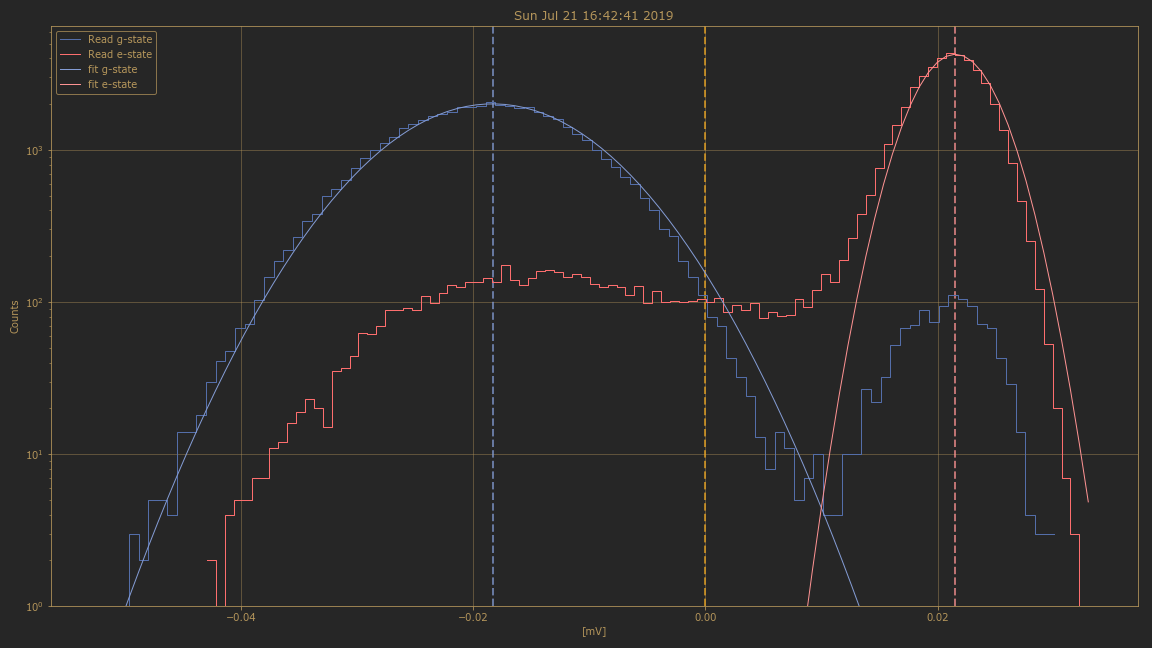 Sun Jul 21 16:42:41 2019
Read g-state
Read e-state
fit g-state
fit e-state
Counts
10³
10²
10¹
10⁰
−0.04
−0.02
0.00
0.02
[mV]